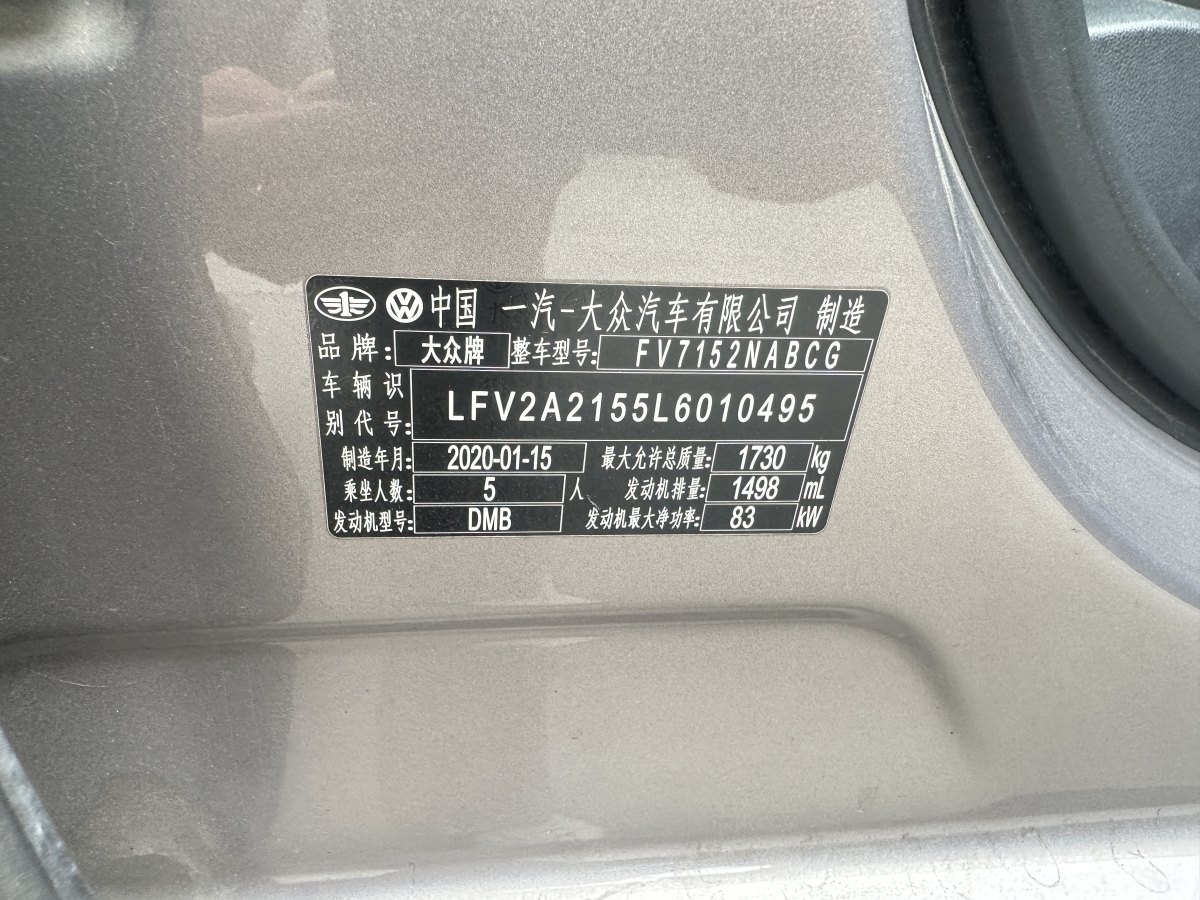 中国 一汽-大众汽车有限公司 制造
品牌: 大众牌 整车型号: FV7152NABCG
车辆识别代号: LFV2A2155L6010495
制造年月: 2020-01-15 最大允许总质量: 1730 kg
乘坐人数: 5 人 发动机排量: 1498 mL
发动机型号: DMB 发动机最大净功率: 83 kW